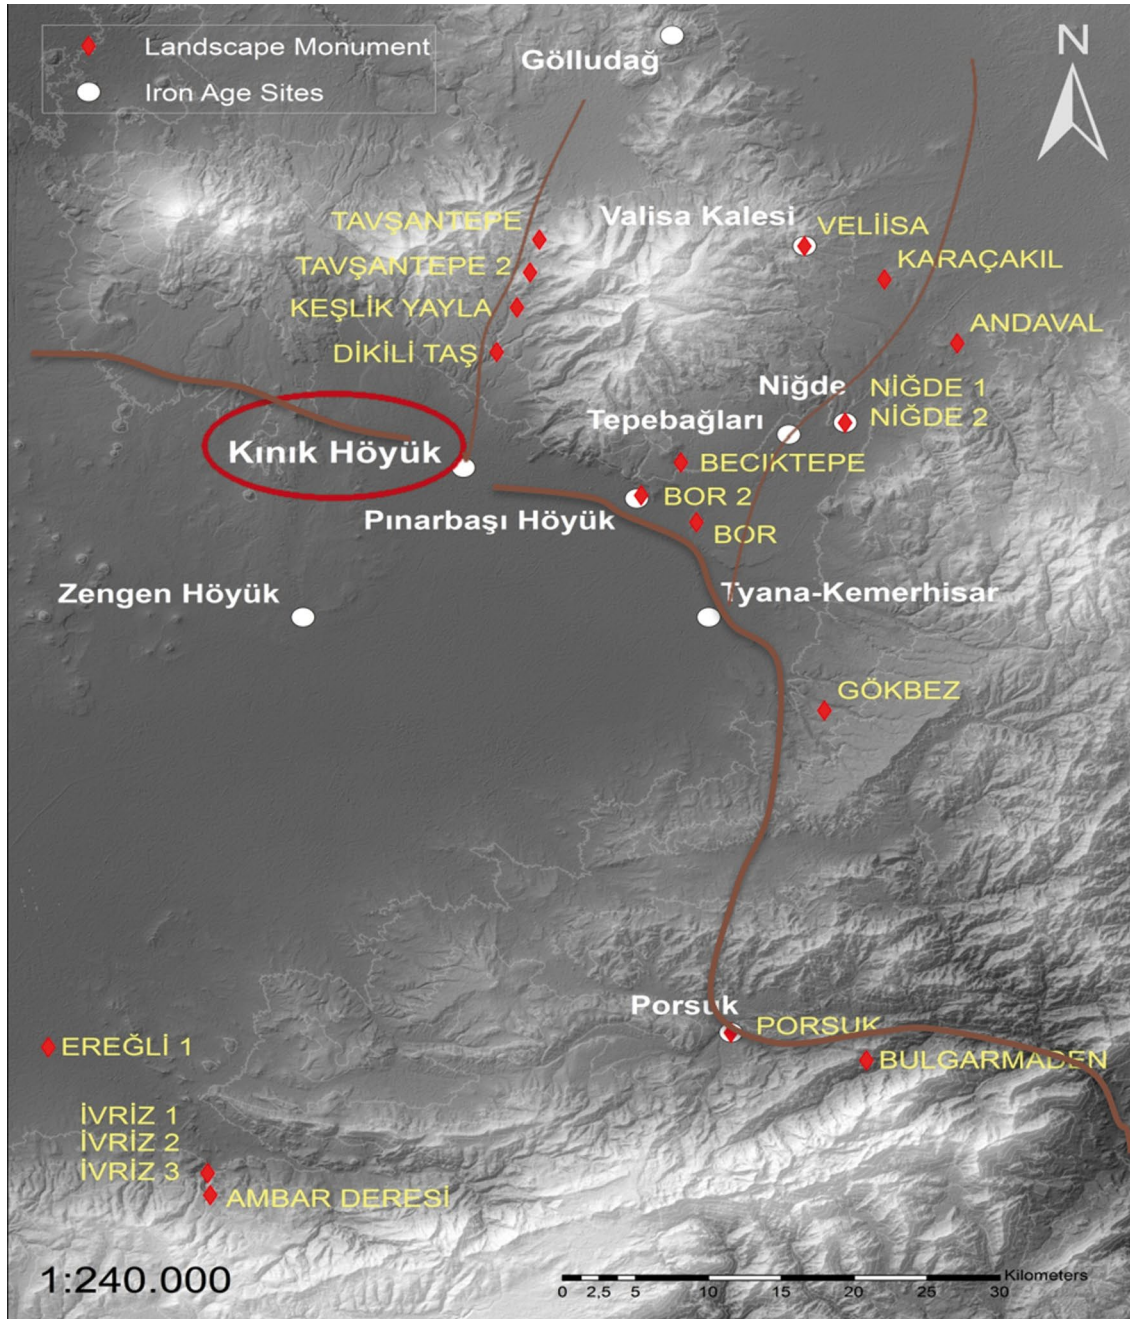 Landscape Monument
Iron Age Sites
Gölludağ
N
TAVŞANTEPE
Valisa Kalesi
VELİİSA
TAVŞANTEPE 2
KARAÇAKIL
KEŞLİK YAYLA
ANDAVAL
DİKİLİ TAŞ
Niğde
NİĞDE 1
Tepebağları
NİĞDE 2
Kınık Höyük
BECIKTEPE
BOR 2
Pınarbaşı Höyük
BOR
Zengen Höyük
Tyana-Kemerhisar
GÖKBEZ
Porsuk
PORSUK
EREĞLİ 1
BULGARMADEN
İVRİZ 1
İVRİZ 2
İVRİZ 3
AMBAR DERESİ
1:240.000
Kilometers
0 2,5 5 10 15 20 25 30